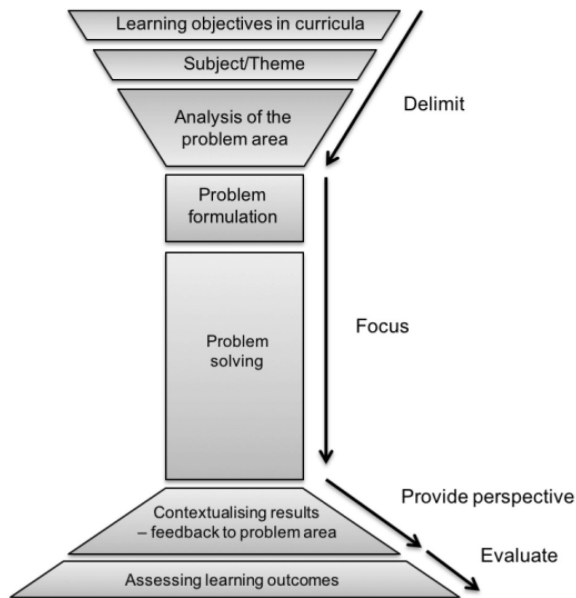 Learning objectives in curricula
Subject/Theme
Delimit
Analysis of the
problem area
Problem
formulation
Focus
Problem
solving
Provide perspective
Contextualising results
– feedback to problem area
Evaluate
Assessing learning outcomes